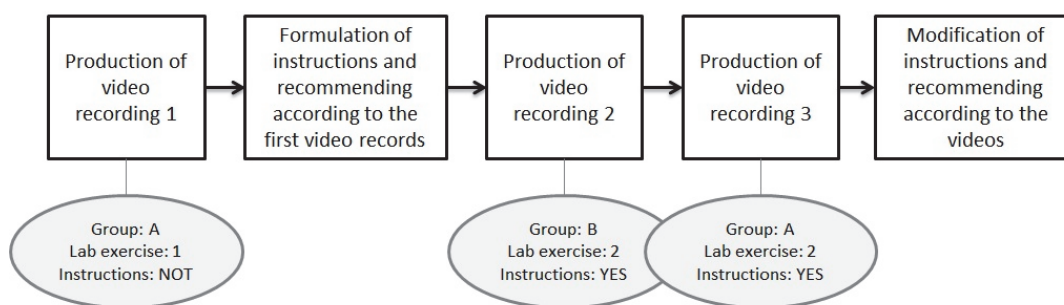 Production of
video
recording 1
Formulation of
instructions and
recommending
according to the
first video records
Production of
video
recording 2
Production of
video
recording 3
Modification of
instructions and
recommending
according to the
videos
Group: A
Lab exercise: 1
Instructions: NOT
Group: B
Lab exercise: 2
Instructions: YES
Group: A
Lab exercise: 2
Instructions: YES